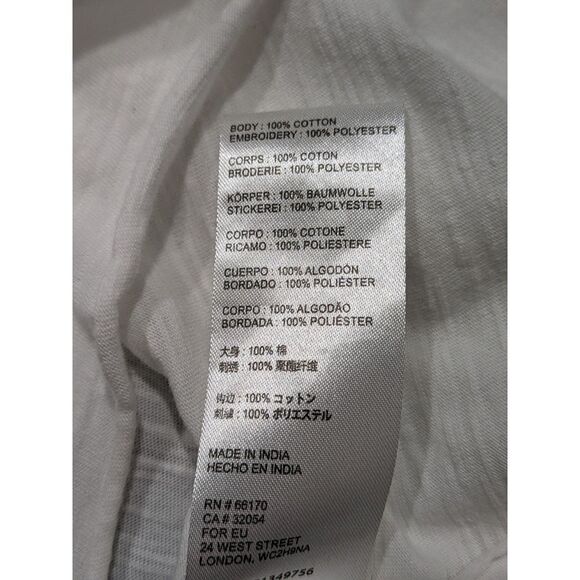 BODY : 100% COTTON
EMBROIDERY : 100% POLYESTER
CORPS : 100% COTON
BRODERIE : 100% POLYESTER
KÖRPER : 100% BAUMWOLLE
STICKEREI : 100% POLYESTER
CORPO : 100% COTONE
RICAMO : 100% POLIESTERE
CUERPO : 100% ALGODÓN
BORDADO : 100% POLIÉSTER
CORPO : 100% ALGODÃO
BORDADA : 100% POLIÉSTER
大身 : 100% 棉
刺绣 : 100% 聚酯纤维
100% コットン
刺繍 : 100% ポリエステル
MADE IN INDIA
HECHO EN INDIA
RN # 66170
CA # 32054
FOR EU
24 WEST STREET
LONDON, WC2H9NA
1349756